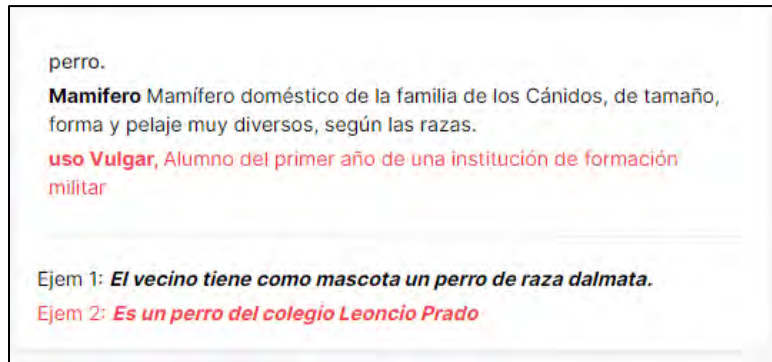 perro.
Mamifero Mamífero doméstico de la familia de los Cánidos, de tamaño,
forma y pelaje muy diversos, según las razas.
uso Vulgar, Alumno del primer año de una institución de formación
militar
Ejem 1: El vecino tiene como mascota un perro de raza dalmata.
Ejem 2: Es un perro del colegio Leoncio Prado